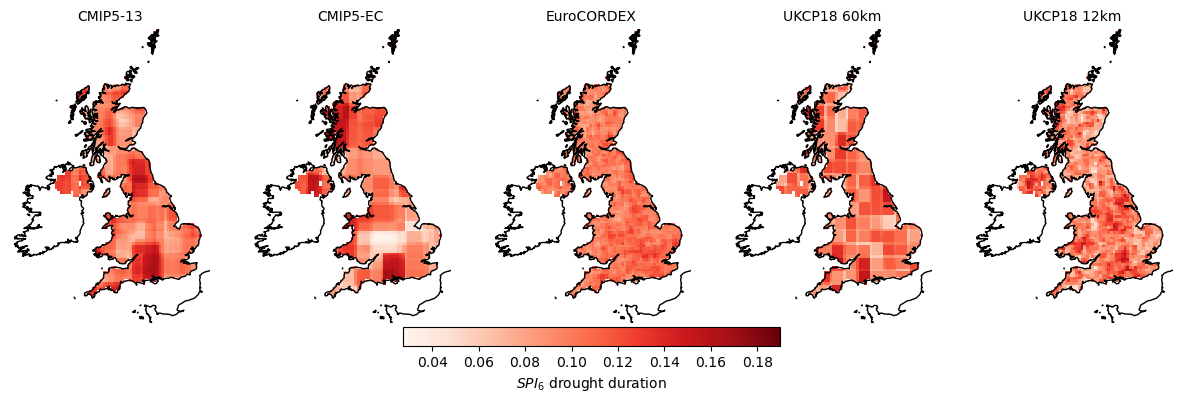 CMIP5-13 CMIP5-EC EuroCORDEX UKCP18 60km UKCP18 12km
0.04 0.06 0.08 0.10 0.12 0.14 0.16 0.18
SPI₆ drought duration